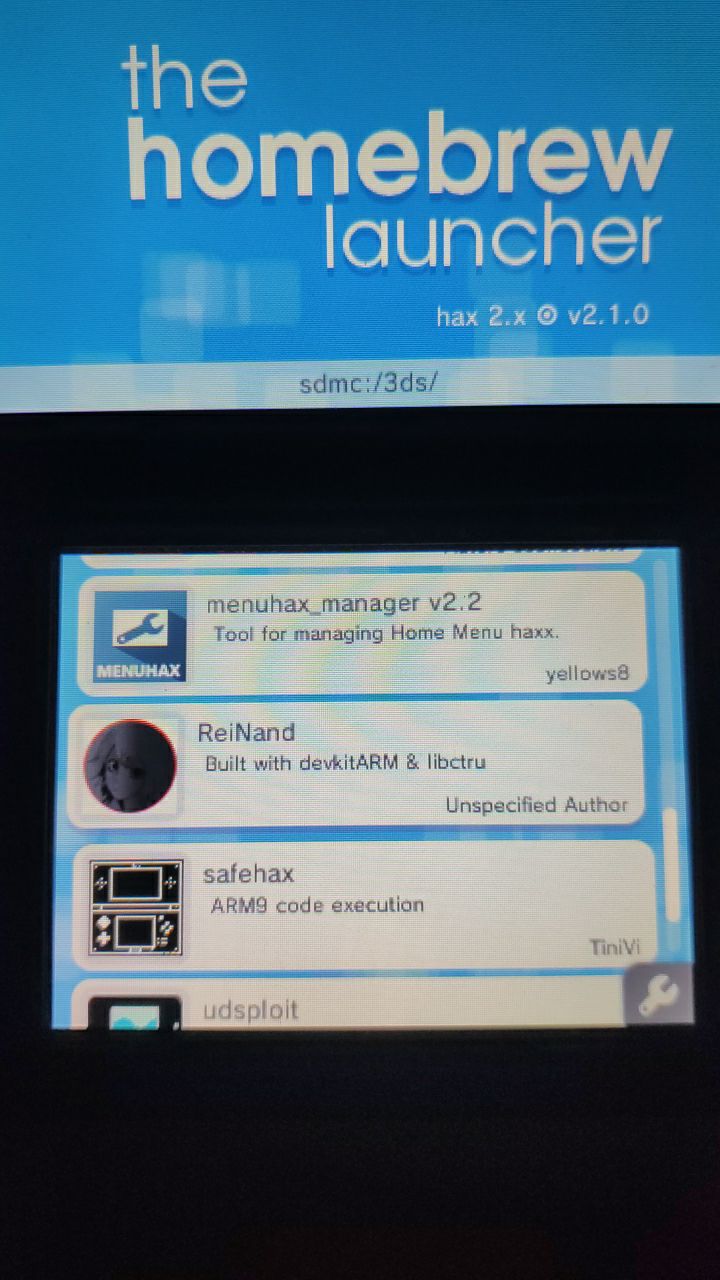 the
homebrew
launcher
hax 2.x v2.1.0
sdmc:/3ds/
menuhax_manager v2.2
Tool for managing Home Menu haxx.
yellows8
MENUHAX
ReiNand
Built with devkitARM & libctru
Unspecified Author
safehax
ARM9 code execution
TiniVi
udsploit